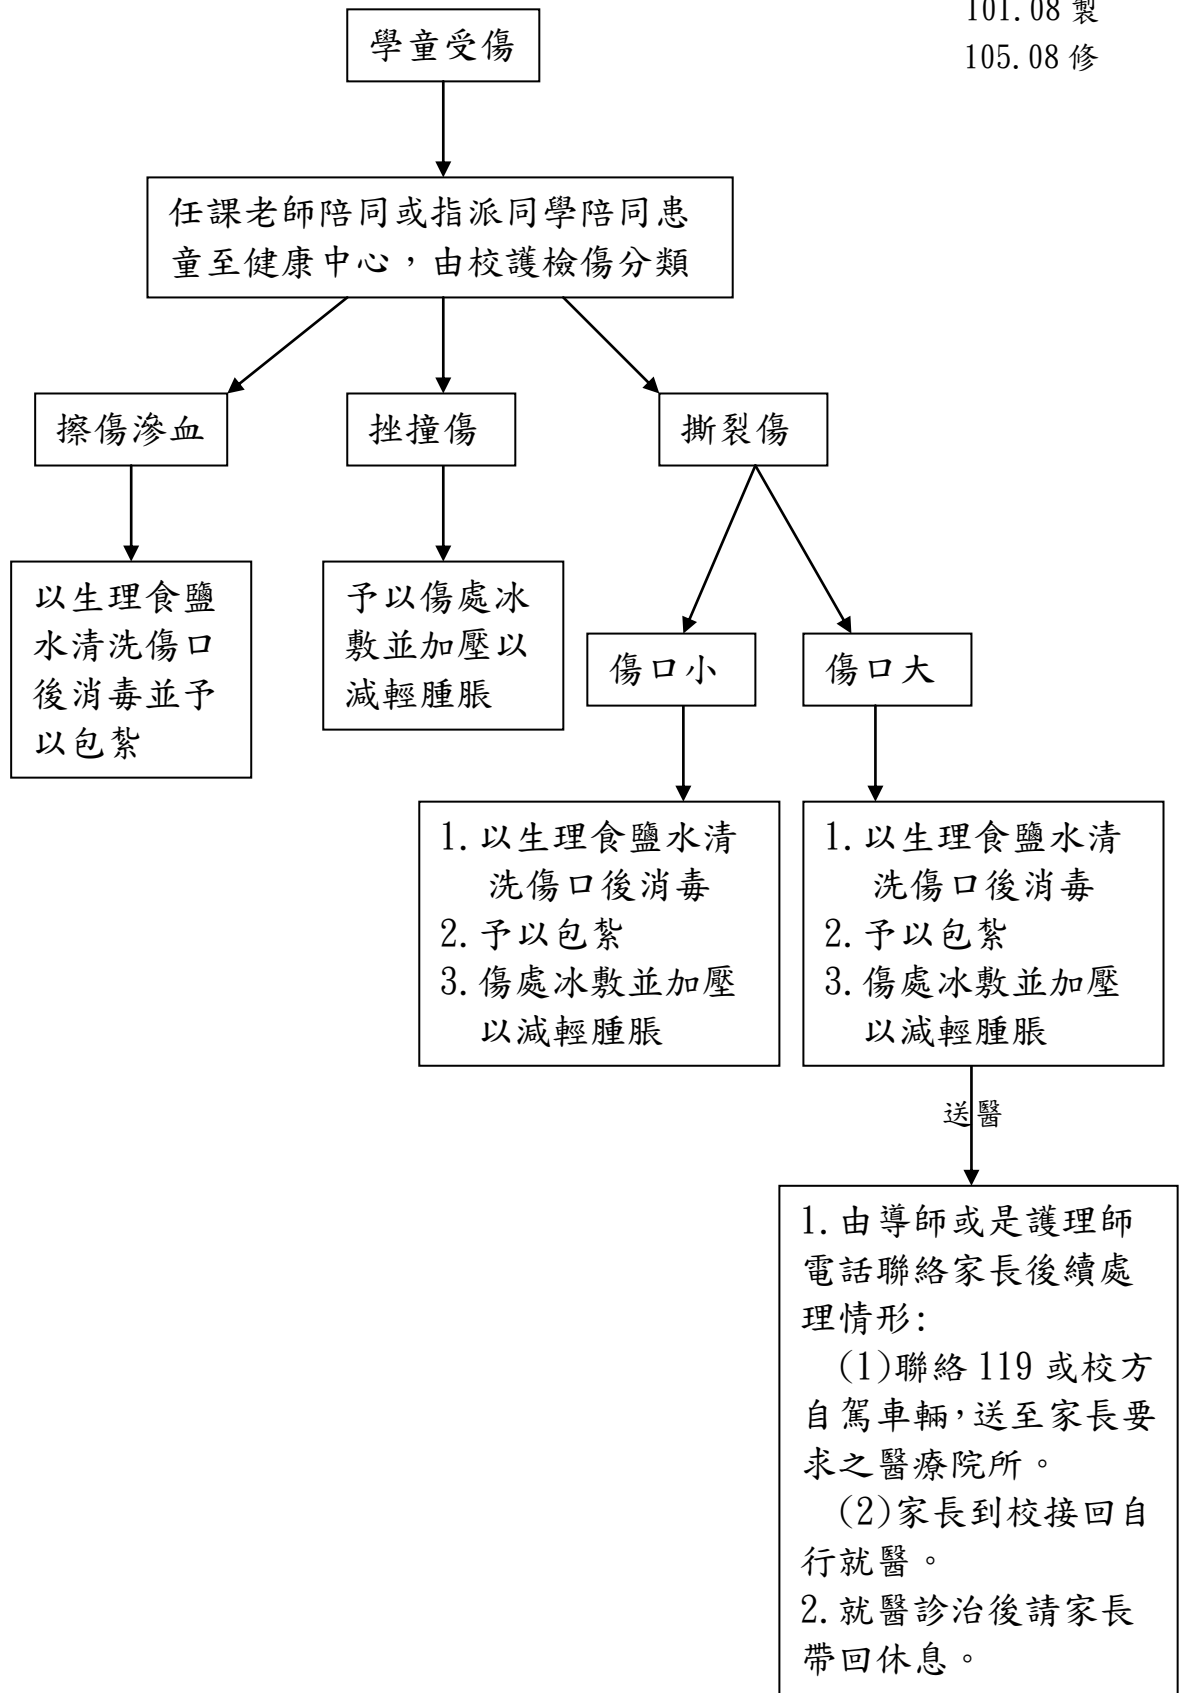 101.08 製
105.08 修
學童受傷
任課老師陪同或指派同學陪同患
童至健康中心，由校護檢傷分類
擦傷滲血
挫撞傷
撕裂傷
以生理食鹽
水清洗傷口
後消毒並予
以包紮
予以傷處冰
敷並加壓以
減輕腫脹
傷口小
傷口大
1.以生理食鹽水清
洗傷口後消毒
2.予以包紮
3.傷處冰敷並加壓
以減輕腫脹
1.以生理食鹽水清
洗傷口後消毒
2.予以包紮
3.傷處冰敷並加壓
以減輕腫脹
送醫
1.由導師或是護理師
電話聯絡家長後續處
理情形:
(1)聯絡 119 或校方
自駕車輛，送至家長要
求之醫療院所。
(2)家長到校接回自
行就醫。
2.就醫診治後請家長
帶回休息。